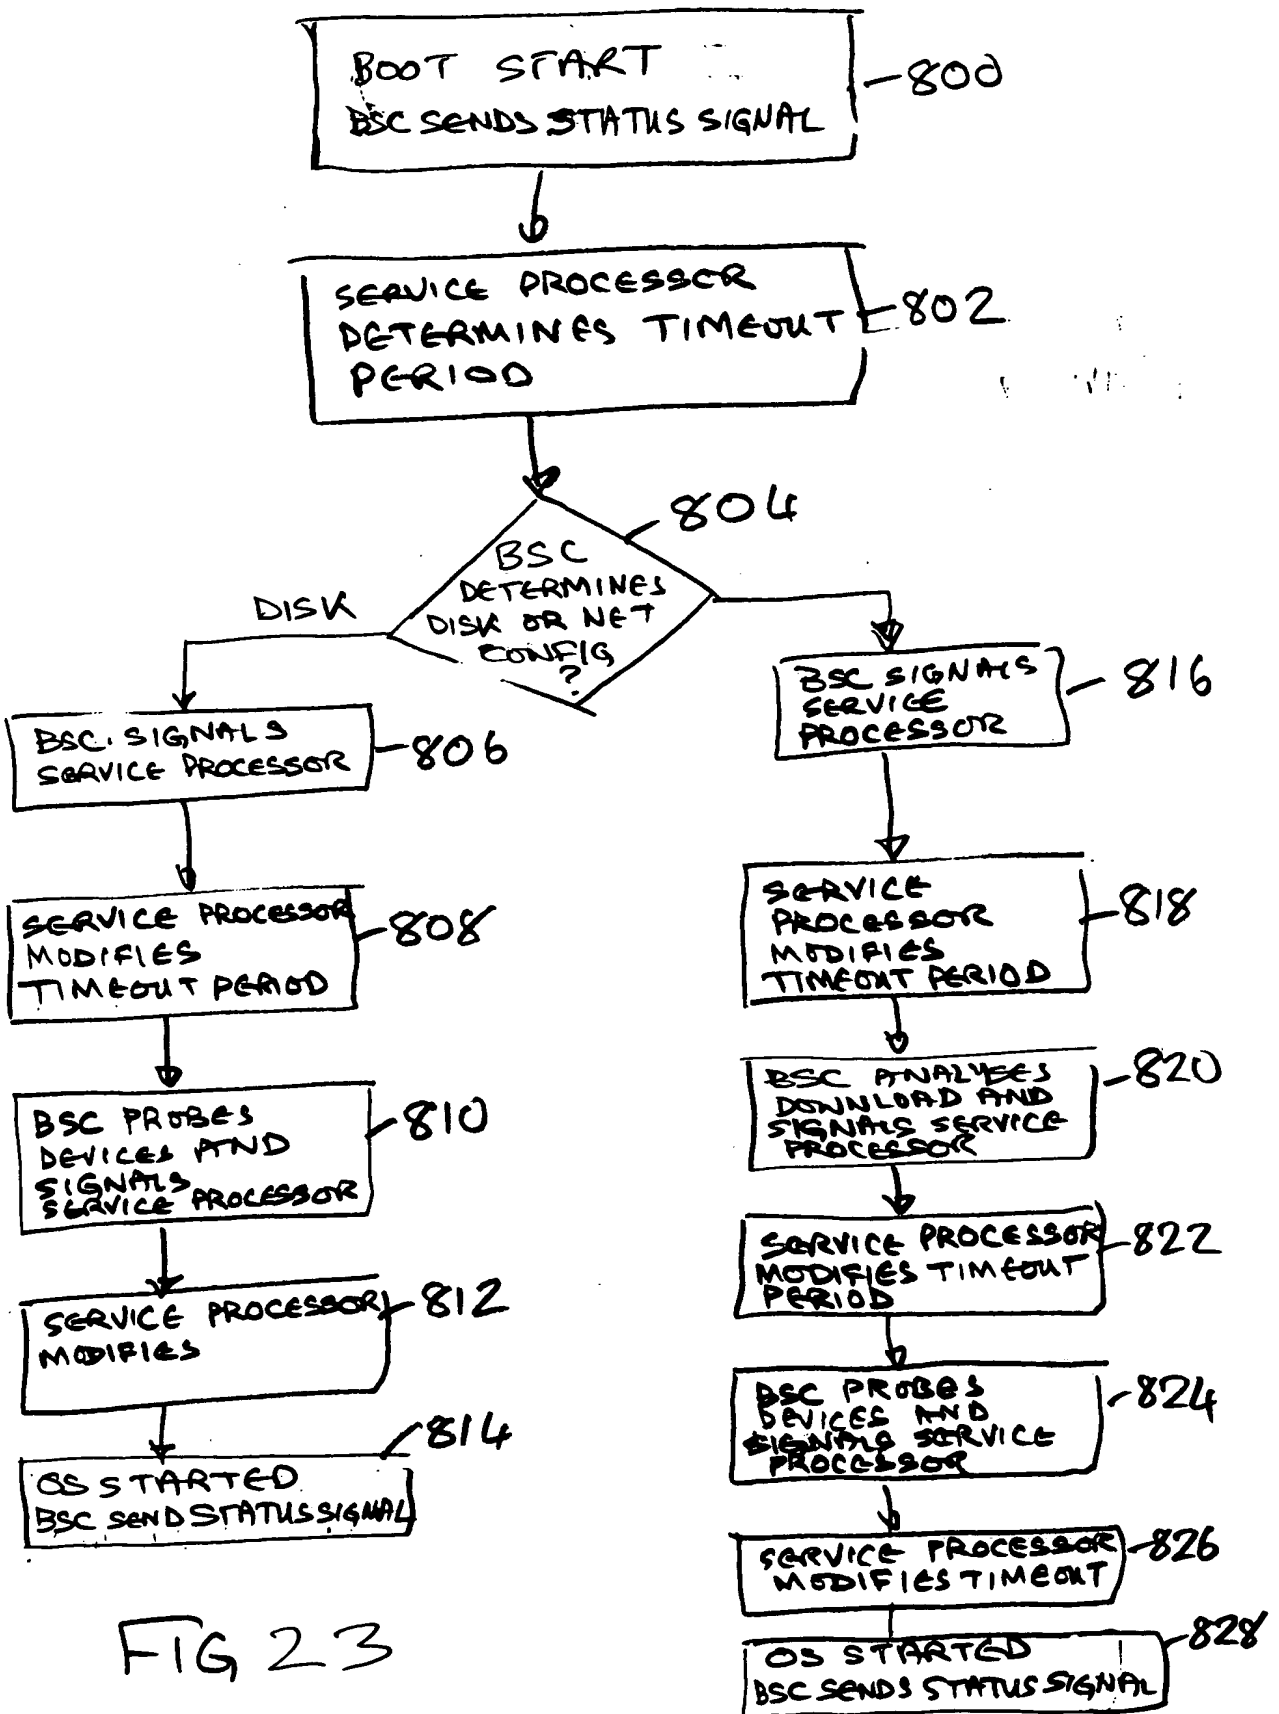 BOOT START
BSC SENDS STATUS SIGNAL
800
SERVICE PROCESSOR
DETERMINES TIMEOUT
PERIOD
802
804
BSC
DETERMINES
DISK OR NET
CONFIG
?
DISK
BSC SIGNALS
SERVICE PROCESSOR
806
SERVICE PROCESSOR
MODIFIES
TIMEOUT PERIOD
808
BSC PROBES
DEVICES AND
SIGNALS
SERVICE PROCESSOR
810
SERVICE PROCESSOR
MODIFIES
812
814
OS STARTED
BSC SEND STATUS SIGNAL
BSC SIGNALS
SERVICE
PROCESSOR
816
SERVICE
PROCESSOR
MODIFIES
TIMEOUT PERIOD
818
BSC ANALYSES
DOWNLOAD AND
SIGNALS SERVICE
PROCESSOR
820
SERVICE PROCESSOR
MODIFIES TIMEOUT
PERIOD
822
BSC PROBES
DEVICES AND
SIGNALS SERVICE
PROCESSOR
824
SERVICE PROCESSOR
MODIFIES TIMEOUT
826
OS STARTED
BSC SENDS STATUS SIGNAL
828
FIG 23